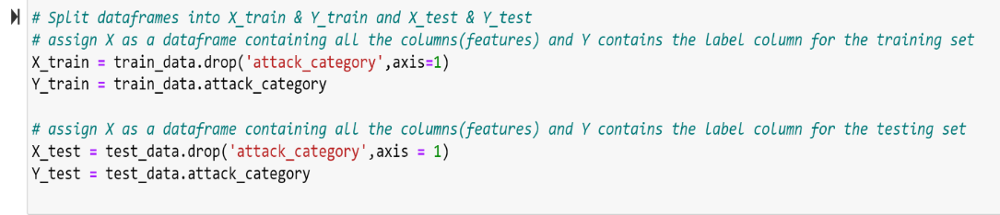 # Split dataframes into X_train & Y_train and X_test & Y_test
# assign X as a dataframe containing all the columns(features) and Y contains the Label column for the training set
X_train = train_data.drop('attack_category',axis=1)
Y_train = train_data.attack_category
# assign X as a dataframe containing all the columns(features) and Y contains the Label column for the testing set
X_test = test_data.drop('attack_category',axis = 1)
Y_test = test_data.attack_category